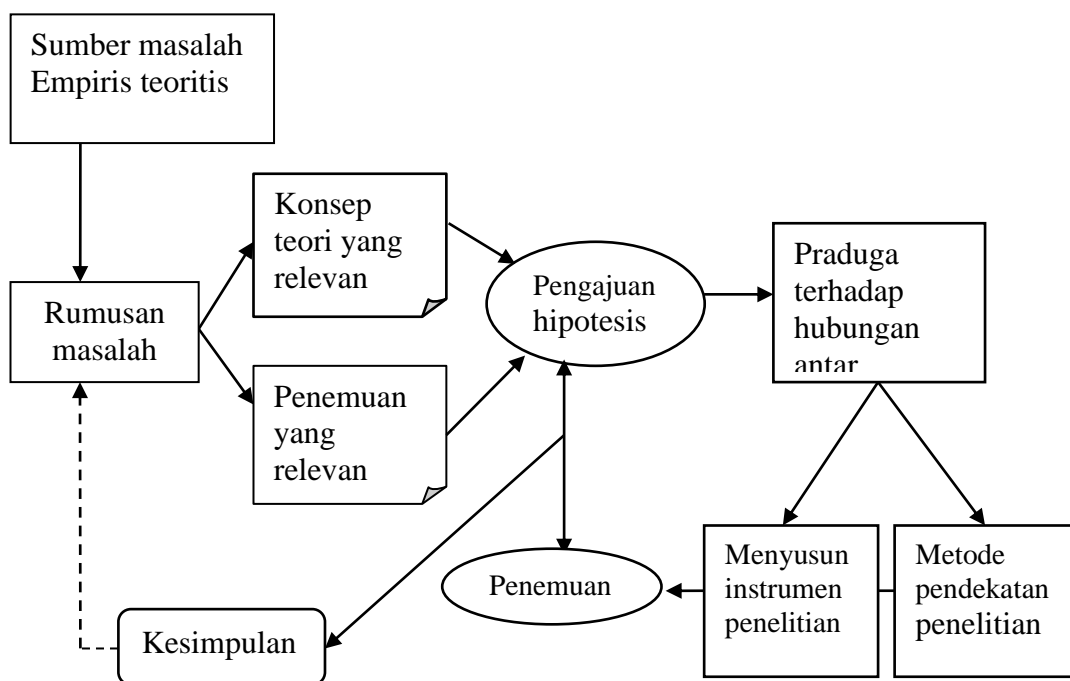 Sumber masalah
Empiris teoritis
Rumusan
masalah
Konsep
teori yang
relevan
Penemuan
yang
relevan
Pengajuan
hipotesis
Praduga
terhadap
hubungan
antar
Menyusun
instrumen
penelitian
Metode
pendekatan
penelitian
Penemuan
Kesimpulan